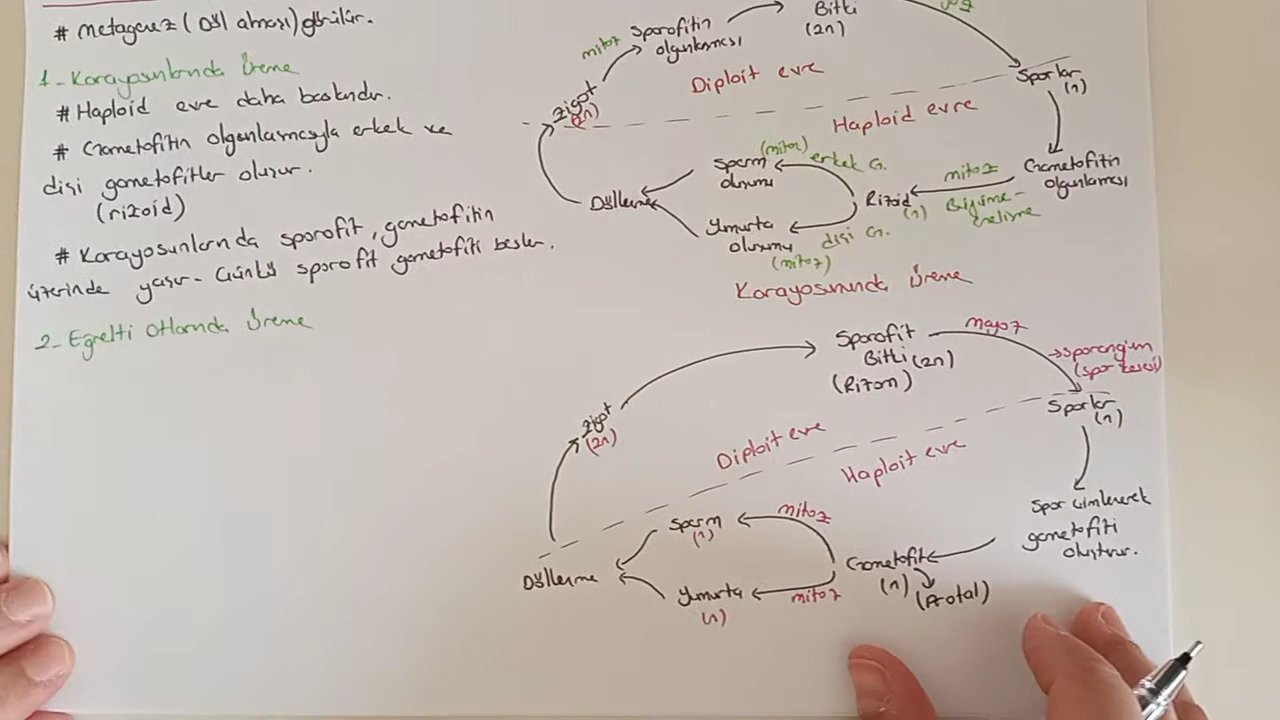 # Metagenez (Döl alması) görülür.
1- Karayosunlarında Üreme
# Haploid evre daha baskındır.
# Gametofitin olgunlaşmasıyla erkek ve
dişi gametofitler oluşur.
(rizoid)
# Karayosunlarında sporofit, gametofitin
üzerinde yaşar. Çünkü sporofit gametofiti besler.
2- Eğrelti Otlarında Üreme
Bitki
(2n)
Sporofitin
olgunlaşması
mitoz
Zigot
(2n)
Diploit evre
Sporlar
(n)
Haploid evre
Gametofitin
olgunlaşması
mitoz
Büyüme-
Gelişme
Rizoid
(n)
(mitoz)
erkek G.
Sperm
oluşumu
Yumurta
oluşumu
dişi G.
(mitoz)
Döllenme
Karayosununda Üreme
Sporofit
Bitki (2n)
(Rizom)
mayoz
→sporangium
(spor kesesi)
Sporlar
(n)
Zigot
(2n)
Diploit evre
Haploit evre
Spor çimlenerek
gametofiti
oluşturur.
Gametofit
(n)
(Protal)
mitoz
Sperm
(n)
mitoz
Yumurta
(n)
Döllenme